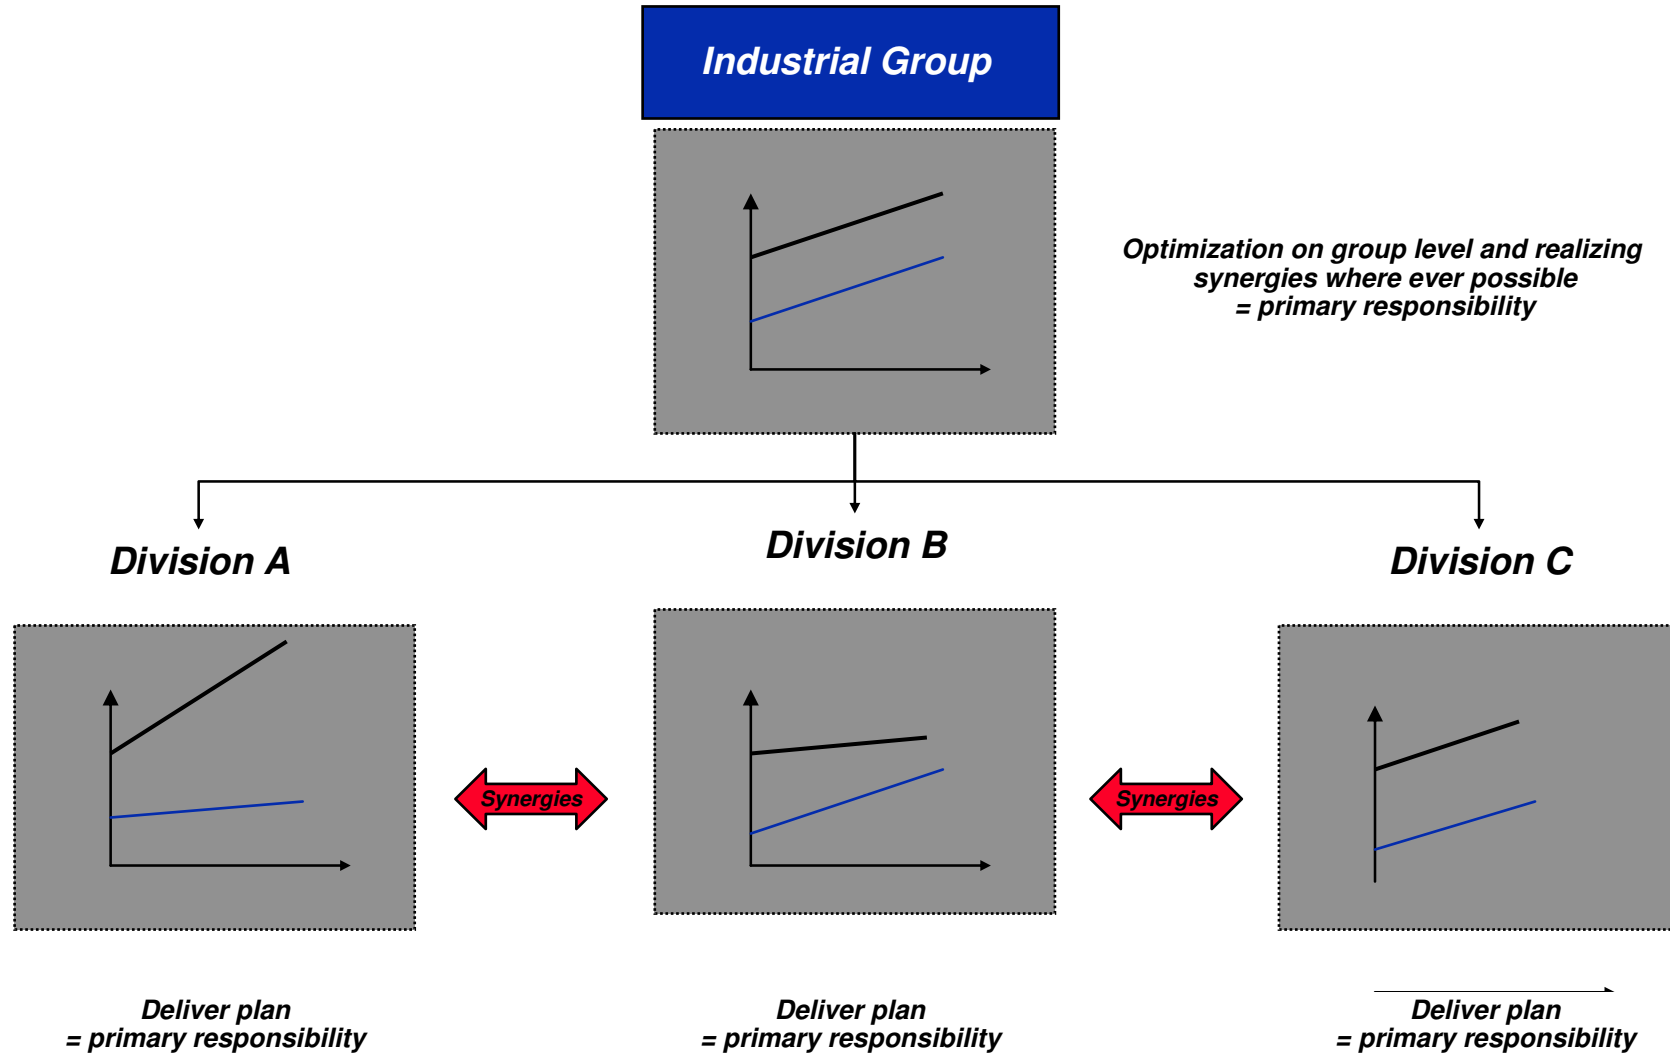 Industrial Group
Optimization on group level and realizing
synergies where ever possible
= primary responsibility
Division A
Division B
Division C
Synergies
Synergies
Deliver plan
= primary responsibility
Deliver plan
= primary responsibility
Deliver plan
= primary responsibility